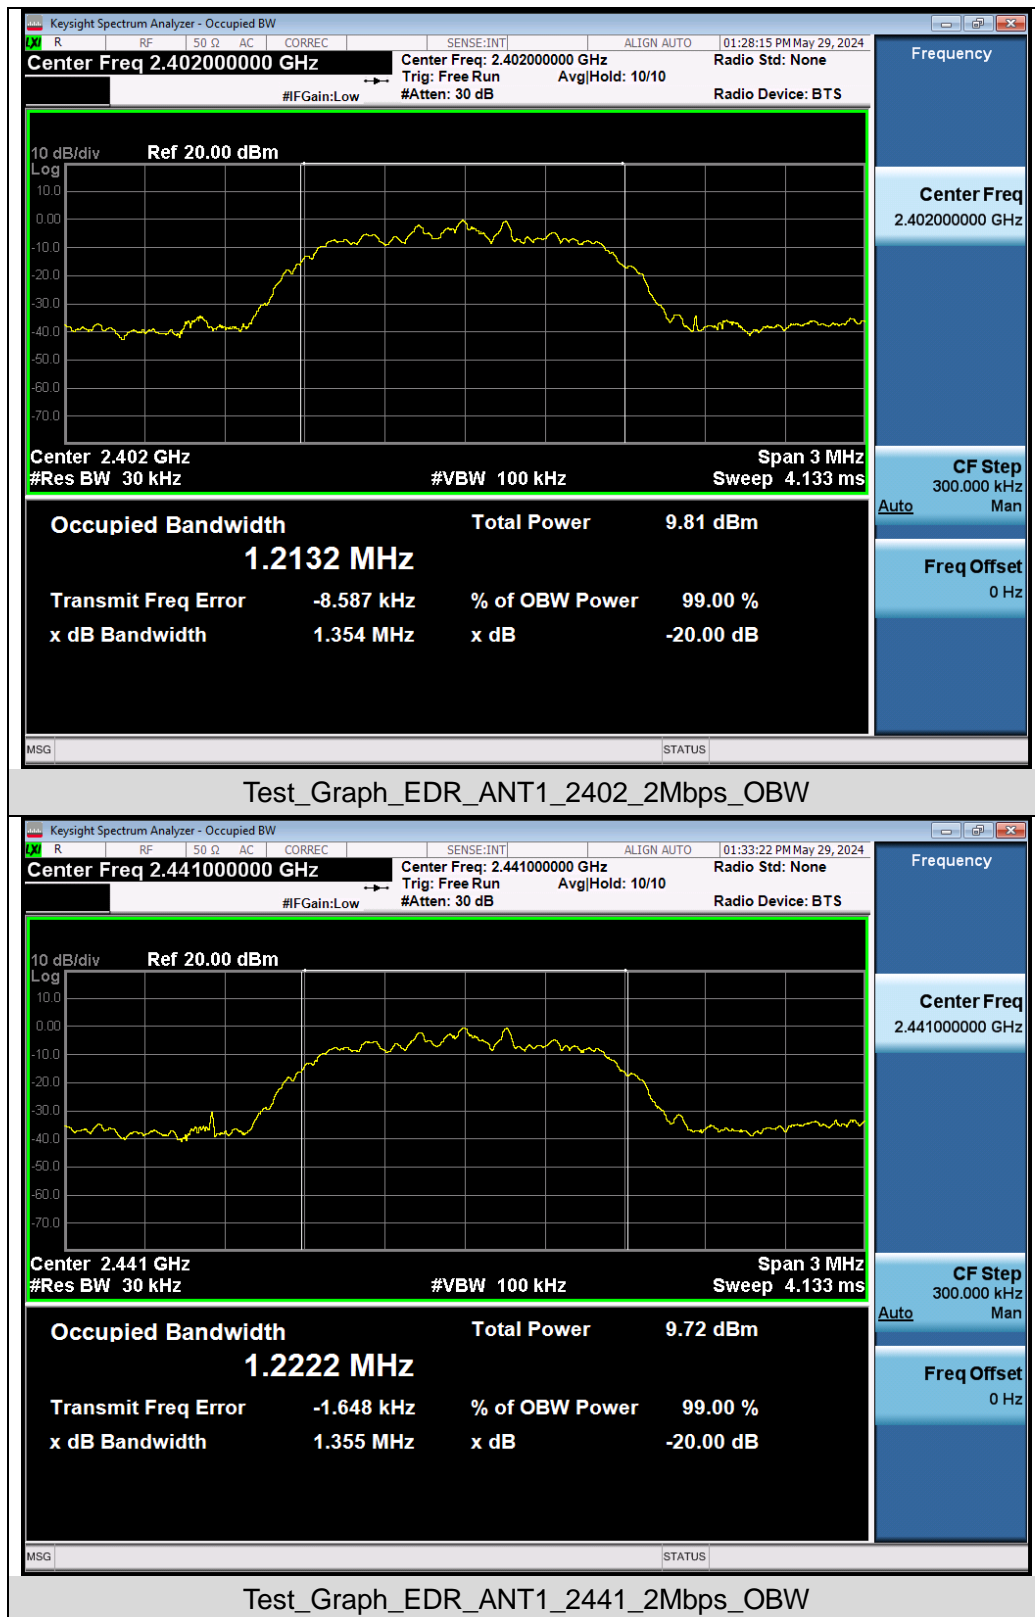 Keysight Spectrum Analyzer - Occupied BW
LXI R RF 50 Ω AC CORREC SENSE:INT ALIGN AUTO 01:28:15 PM May 29, 2024
Center Freq 2.402000000 GHz
Center Freq: 2.402000000 GHz
Radio Std: None
Trig: Free Run Avg|Hold: 10/10
#IFGain:Low
#Atten: 30 dB
Radio Device: BTS
Frequency
10 dB/div Ref 20.00 dBm
Log
10.0
0.00
-10.0
-20.0
-30.0
-40.0
-50.0
-60.0
-70.0
Center Freq
2.402000000 GHz
Center 2.402 GHz
Span 3 MHz
#Res BW 30 kHz
#VBW 100 kHz
Sweep 4.133 ms
CF Step
300.000 kHz
Auto Man
Freq Offset
0 Hz
Occupied Bandwidth
Total Power 9.81 dBm
1.2132 MHz
Transmit Freq Error -8.587 kHz % of OBW Power 99.00 %
x dB Bandwidth 1.354 MHz x dB -20.00 dB
MSG STATUS
Test_Graph_EDR_ANT1_2402_2Mbps_OBW
Keysight Spectrum Analyzer - Occupied BW
LXI R RF 50 Ω AC CORREC SENSE:INT ALIGN AUTO 01:33:22 PM May 29, 2024
Center Freq 2.441000000 GHz
Center Freq: 2.441000000 GHz
Radio Std: None
Trig: Free Run Avg|Hold: 10/10
#IFGain:Low
#Atten: 30 dB
Radio Device: BTS
Frequency
10 dB/div Ref 20.00 dBm
Log
10.0
0.00
-10.0
-20.0
-30.0
-40.0
-50.0
-60.0
-70.0
Center Freq
2.441000000 GHz
Center 2.441 GHz
Span 3 MHz
#Res BW 30 kHz
#VBW 100 kHz
Sweep 4.133 ms
CF Step
300.000 kHz
Auto Man
Freq Offset
0 Hz
Occupied Bandwidth
Total Power 9.72 dBm
1.2222 MHz
Transmit Freq Error -1.648 kHz % of OBW Power 99.00 %
x dB Bandwidth 1.355 MHz x dB -20.00 dB
MSG STATUS
Test_Graph_EDR_ANT1_2441_2Mbps_OBW